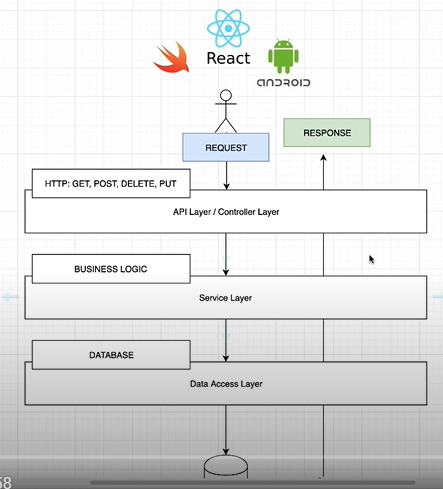 React
ANDROID
RESPONSE
REQUEST
HTTP: GET, POST, DELETE, PUT
API Layer / Controller Layer
BUSINESS LOGIC
Service Layer
DATABASE
Data Access Layer
58